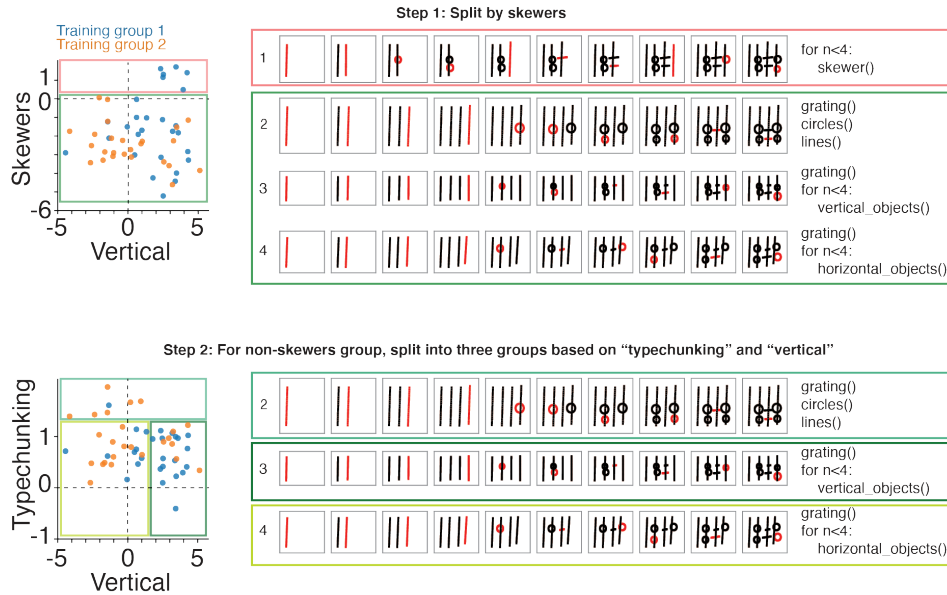 Step 1: Split by skewers
Training group 1
Training group 2
Skewers
1
0
-6
-5
0
5
Vertical
1
for n<4:
skewer()
2
grating()
circles()
lines()
3
grating()
for n<4:
vertical_objects()
4
grating()
for n<4:
horizontal_objects()
Step 2: For non-skewers group, split into three groups based on “typechunking” and “vertical”
Typechunking
1
0
-1
-5
0
5
Vertical
2
grating()
circles()
lines()
3
grating()
for n<4:
vertical_objects()
4
grating()
for n<4:
horizontal_objects()